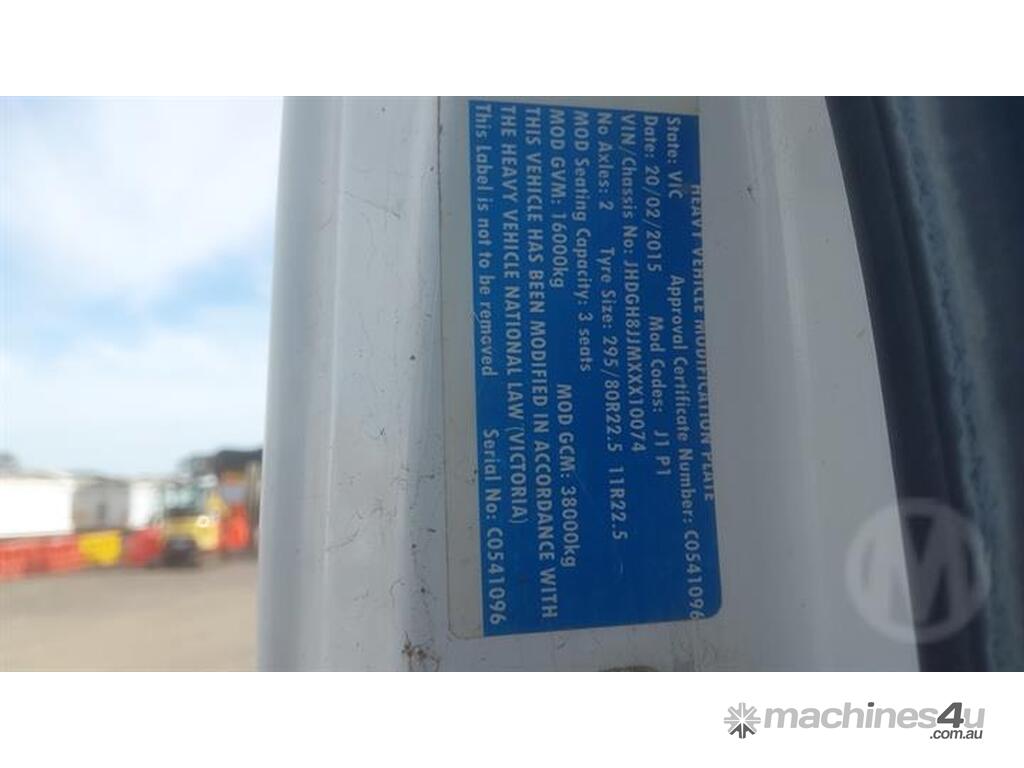 HEAVY VEHICLE MODIFICATION PLATE
State: VIC Approval Certificate Number: C0541096
Date: 20/02/2015 Mod Codes: J1 P1
VIN/Chassis No: JHDGH8JJMXXX10074
No Axles: 2 Tyre Size: 295/80R22.5 11R22.5
MOD Seating Capacity: 3 seats
MOD GVM: 16000kg MOD GCM: 38000kg
THIS VEHICLE HAS BEEN MODIFIED IN ACCORDANCE WITH
THE HEAVY VEHICLE NATIONAL LAW (VICTORIA)
This Label is not to be removed Serial No: C0541096
M
machines4u
.com.au